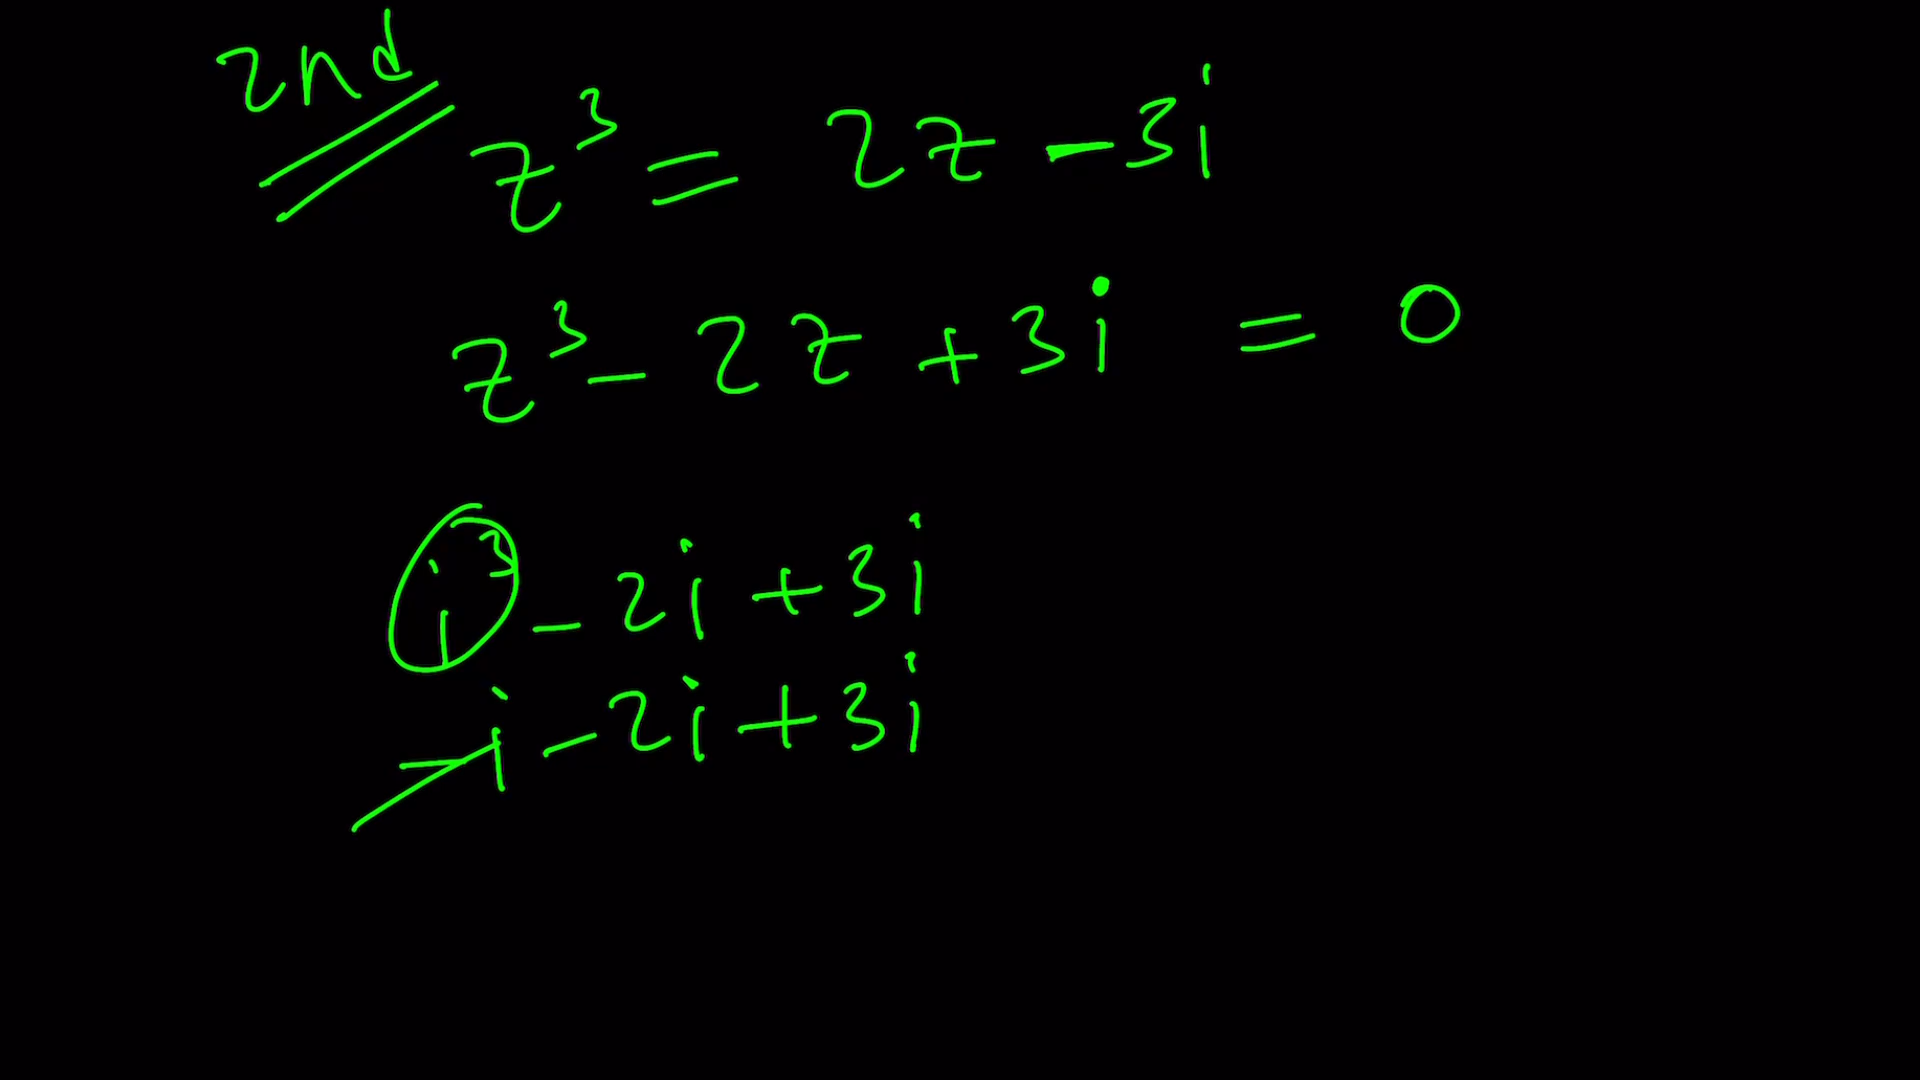 2nd
z³ = 2z - 3i
z³ - 2z + 3i = 0
i³ - 2i + 3i
-i - 2i + 3i